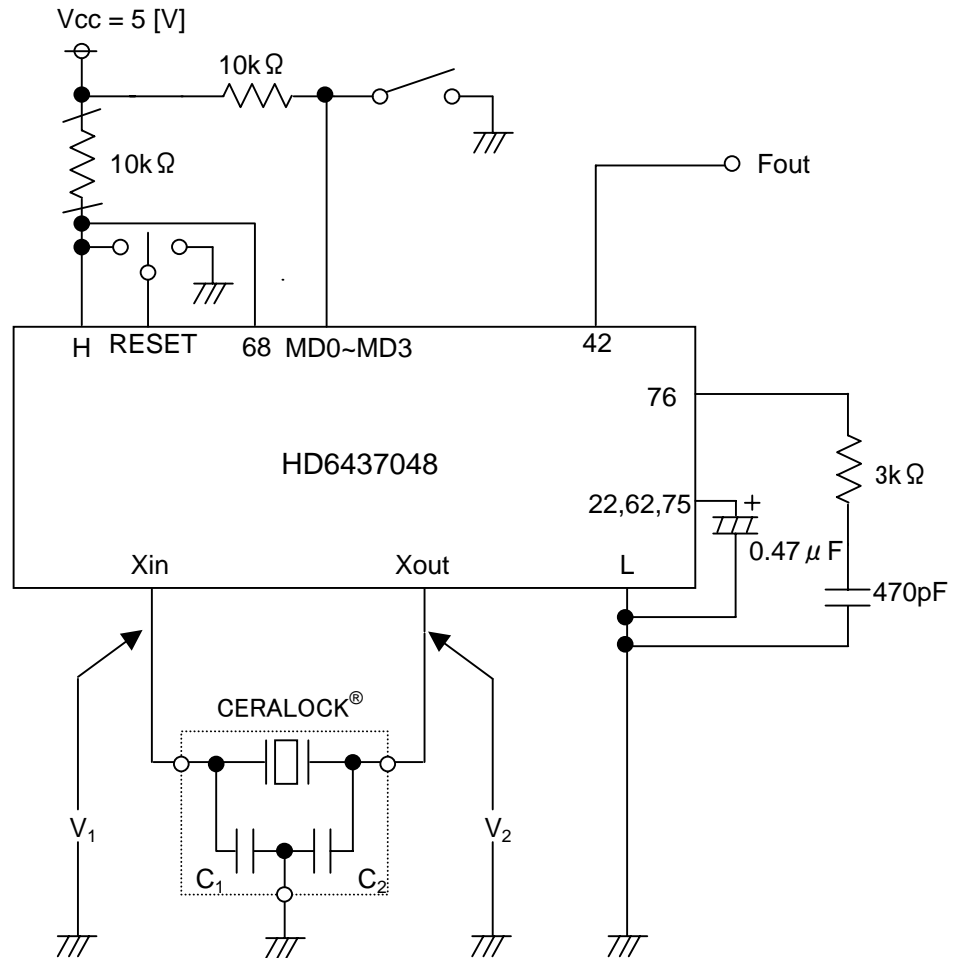 Vcc = 5 [V]
10kΩ
10kΩ
Fout
H RESET 68 MD0~MD3 42
76
HD6437048
3kΩ
22,62,75
+
0.47μF
Xin Xout L
470pF
CERALOCK®
V₁ V₂
C₁ C₂